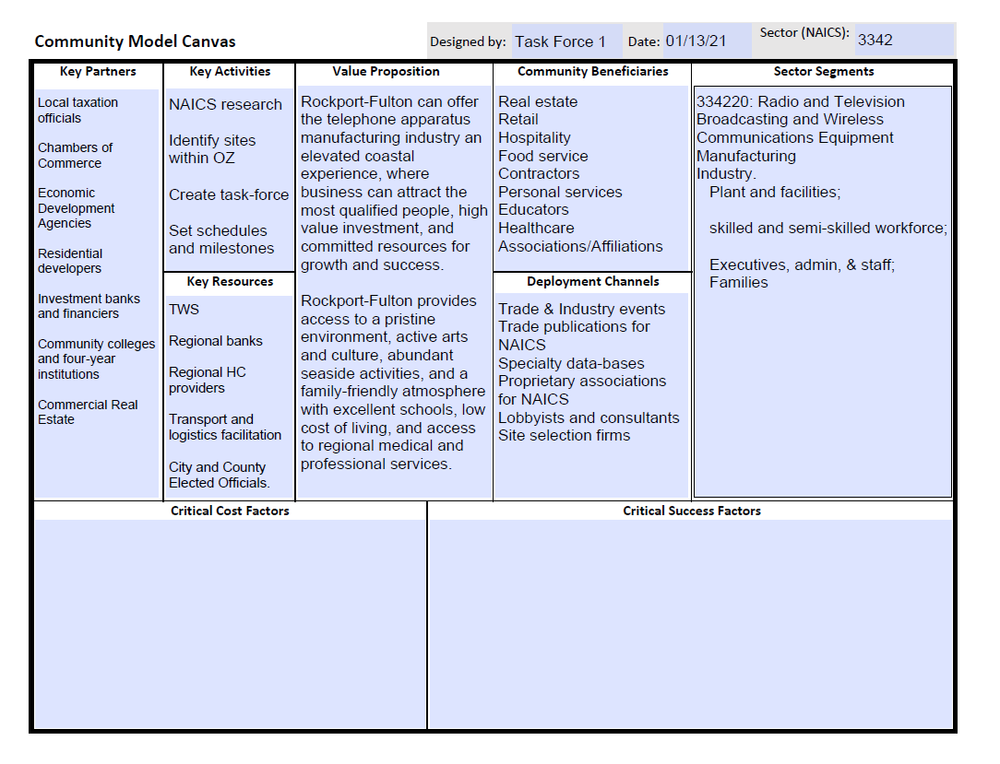 Community Model Canvas
Designed by: Task Force 1 Date: 01/13/21 Sector (NAICS): 3342
Key Partners
Local taxation
officials
Chambers of
Commerce
Economic
Development
Agencies
Residential
developers
Investment banks
and financiers
Community colleges
and four-year
institutions
Commercial Real
Estate
Key Activities
NAICS research
Identify sites
within OZ
Create task-force
Set schedules
and milestones
Key Resources
TWS
Regional banks
Regional HC
providers
Transport and
logistics facilitation
City and County
Elected Officials.
Value Proposition
Rockport-Fulton can offer
the telephone apparatus
manufacturing industry an
elevated coastal
experience, where
business can attract the
most qualified people, high
value investment, and
committed resources for
growth and success.
Rockport-Fulton provides
access to a pristine
environment, active arts
and culture, abundant
seaside activities, and a
family-friendly atmosphere
with excellent schools, low
cost of living, and access
to regional medical and
professional services.
Community Beneficiaries
Real estate
Retail
Hospitality
Food service
Contractors
Personal services
Educators
Healthcare
Associations/Affiliations
Deployment Channels
Trade & Industry events
Trade publications for
NAICS
Specialty data-bases
Proprietary associations
for NAICS
Lobbyists and consultants
Site selection firms
Sector Segments
334220: Radio and Television
Broadcasting and Wireless
Communications Equipment
Manufacturing
Industry.
Plant and facilities;
skilled and semi-skilled workforce;
Executives, admin, & staff;
Families
Critical Cost Factors
Critical Success Factors